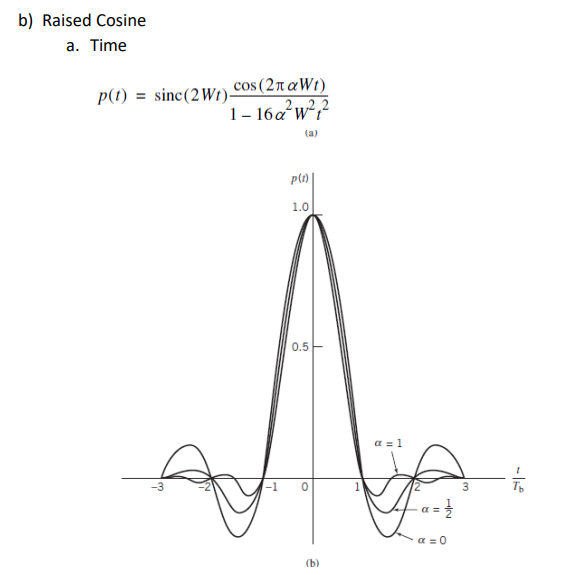 b) Raised Cosine
a. Time
p(t) = sinc(2Wt) cos(2παWt) / 1 – 16α²W²t²
(a)
p(t)
1.0
0.5
α = 1
–3 –2 –1 0 1 2 3 t/Tb
α = 1/2
α = 0
(b)